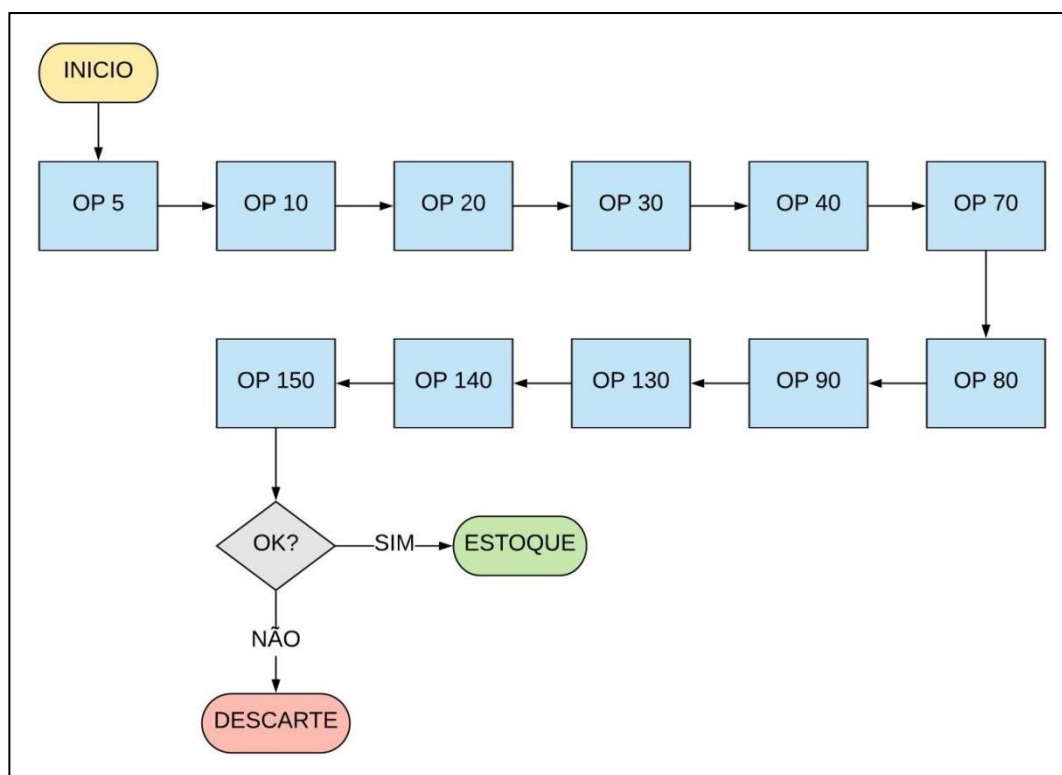 INICIO
OP 5
OP 10
OP 20
OP 30
OP 40
OP 70
OP 80
OP 90
OP 130
OP 140
OP 150
OK?
SIM
ESTOQUE
NÃO
DESCARTE